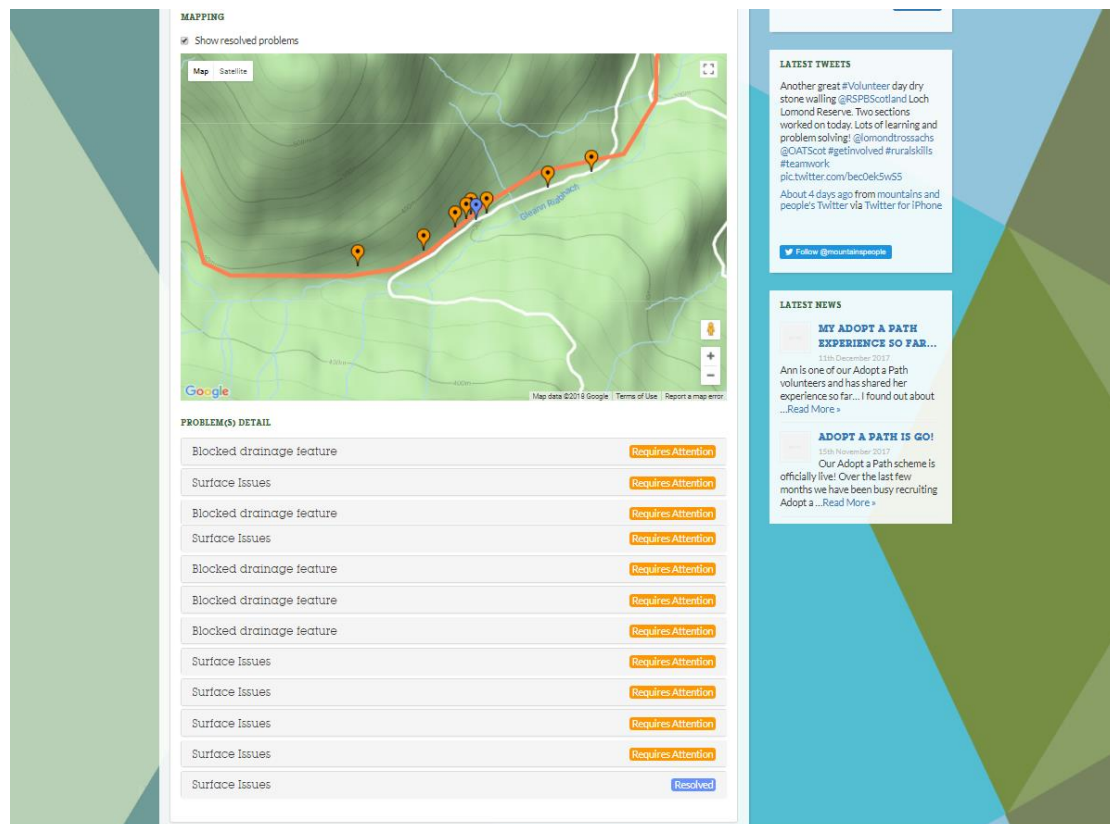 MAPPING
Show resolved problems
Map Satellite
Gleann Riabhach
Google
Map data ©2018 Google Terms of Use Report a map error
PROBLEM(S) DETAIL
Blocked drainage feature Requires Attention
Surface Issues Requires Attention
Blocked drainage feature Requires Attention
Surface Issues Requires Attention
Blocked drainage feature Requires Attention
Blocked drainage feature Requires Attention
Blocked drainage feature Requires Attention
Surface Issues Requires Attention
Surface Issues Requires Attention
Surface Issues Requires Attention
Surface Issues Requires Attention
Surface Issues Resolved
LATEST TWEETS
Another great #Volunteer day dry
stone walling @RSPBScotland Loch
Lomond Reserve. Two sections
worked on today. Lots of learning and
problem solving! @lomondtrossachs
@OATScot #getinvolved #ruralskills
#teamwork
pic.twitter.com/bec0ek5wS5
About 4 days ago from mountains and
people's Twitter via Twitter for iPhone
Follow @mountainspeople
LATEST NEWS
MY ADOPT A PATH
EXPERIENCE SO FAR...
11th December 2017
Ann is one of our Adopt a Path
volunteers and has shared her
experience so far... I found out about
...Read More »
ADOPT A PATH IS GO!
15th November 2017
Our Adopt a Path scheme is
officially live! Over the last few
months we have been busy recruiting
Adopt a ...Read More »